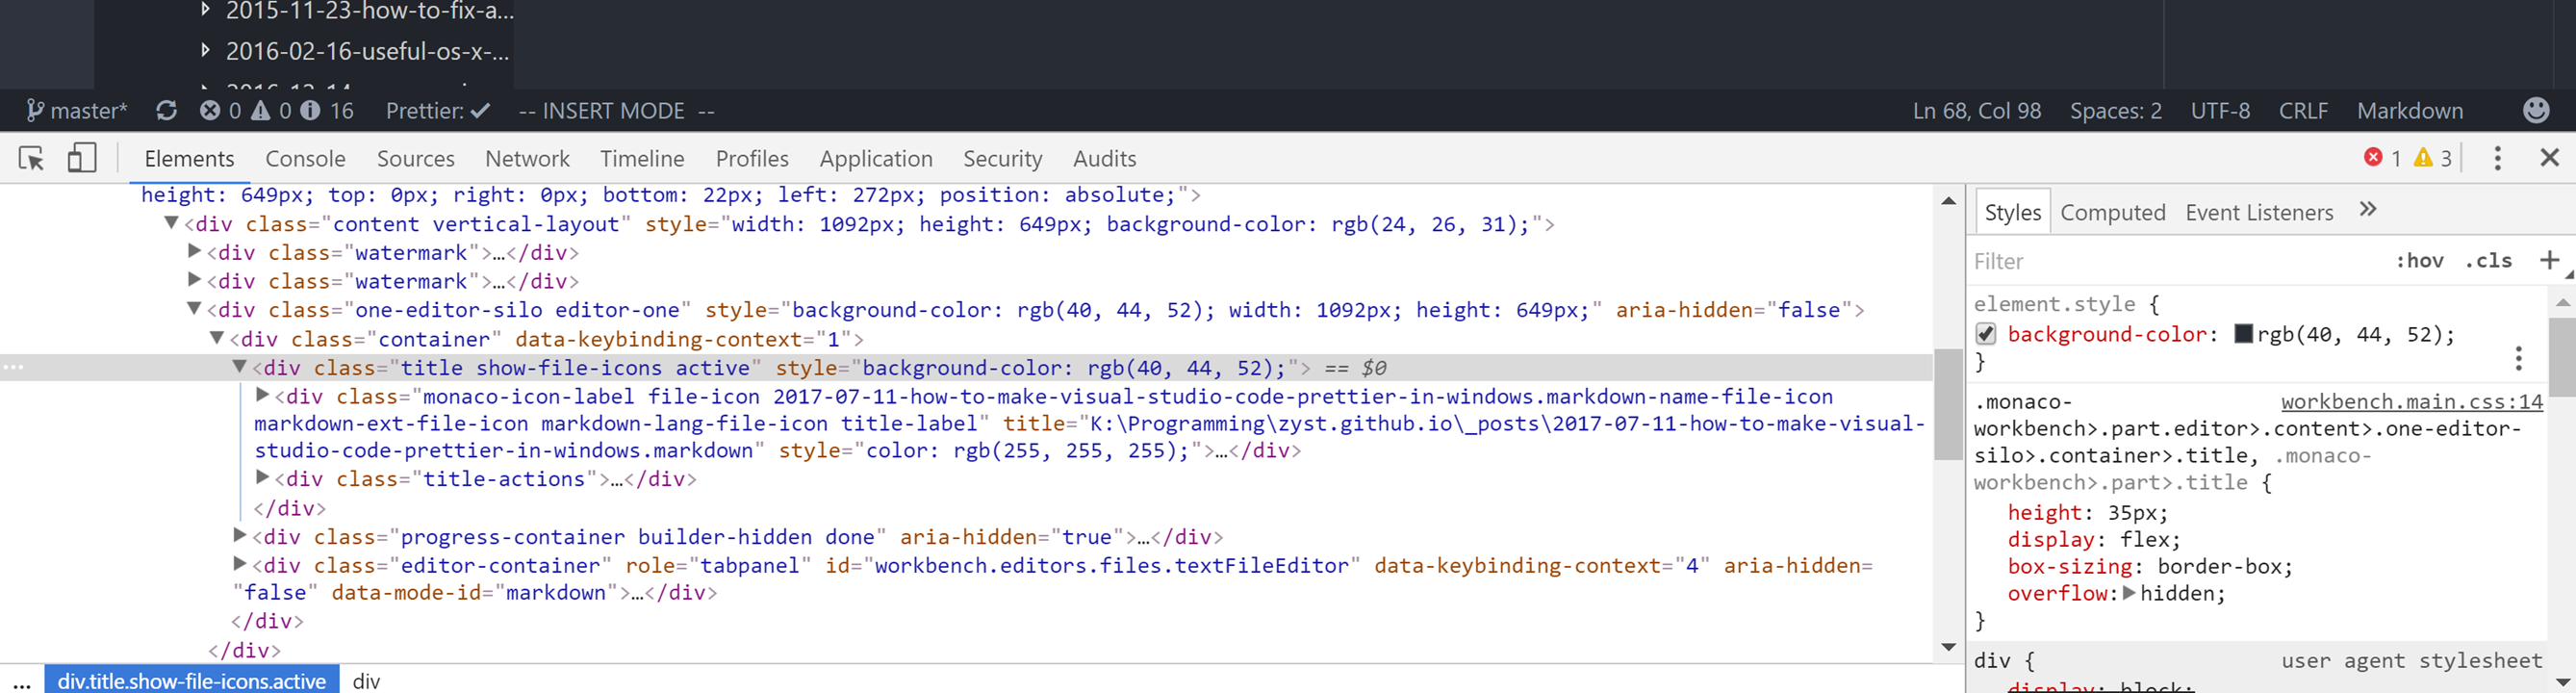 2015-11-23-how-to-fix-a...
2016-02-16-useful-os-x-...
master* 0 0 16 Prettier: ✓ -- INSERT MODE -- Ln 68, Col 98 Spaces: 2 UTF-8 CRLF Markdown
Elements Console Sources Network Timeline Profiles Application Security Audits 1 3
height: 649px; top: 0px; right: 0px; bottom: 22px; left: 272px; position: absolute;">
<div class="content vertical-layout" style="width: 1092px; height: 649px; background-color: rgb(24, 26, 31);">
<div class="watermark">…</div>
<div class="watermark">…</div>
<div class="one-editor-silo editor-one" style="background-color: rgb(40, 44, 52); width: 1092px; height: 649px;" aria-hidden="false">
<div class="container" data-keybinding-context="1">
... <div class="title show-file-icons active" style="background-color: rgb(40, 44, 52);"> == $0
<div class="monaco-icon-label file-icon 2017-07-11-how-to-make-visual-studio-code-prettier-in-windows.markdown-name-file-icon
markdown-ext-file-icon markdown-lang-file-icon title-label" title="K:\Programming\zyst.github.io\_posts\2017-07-11-how-to-make-visual-
studio-code-prettier-in-windows.markdown" style="color: rgb(255, 255, 255);">…</div>
<div class="title-actions">…</div>
</div>
<div class="progress-container builder-hidden done" aria-hidden="true">…</div>
<div class="editor-container" role="tabpanel" id="workbench.editors.files.textFileEditor" data-keybinding-context="4" aria-hidden=
"false" data-mode-id="markdown">…</div>
</div>
</div>
... div.title.show-file-icons.active div
Styles Computed Event Listeners »
Filter :hov .cls +
element.style {
background-color: rgb(40, 44, 52);
}
.monaco- workbench.main.css:14
workbench>.part.editor>.content>.one-editor-
silo>.container>.title, .monaco-
workbench>.part>.title {
height: 35px;
display: flex;
box-sizing: border-box;
overflow: hidden;
}
div { user agent stylesheet
display: block;